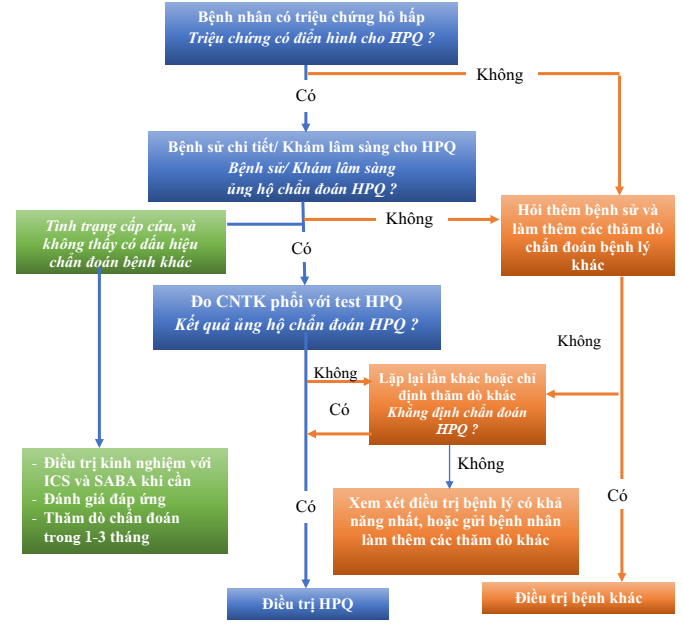 Bệnh nhân có triệu chứng hô hấp
Triệu chứng có điển hình cho HPQ ?
Không
Có
Bệnh sử chi tiết/ Khám lâm sàng cho HPQ
Bệnh sử/ Khám lâm sàng
ủng hộ chẩn đoán HPQ ?
Tình trạng cấp cứu, và
không thấy có dấu hiệu
chẩn đoán bệnh khác
Không
Hỏi thêm bệnh sử và
làm thêm các thăm dò
chẩn đoán bệnh lý
khác
Có
Đo CNTK phổi với test HPQ
Kết quả ủng hộ chẩn đoán HPQ ?
Không
Không
Lặp lại lần khác hoặc chỉ
định thăm dò khác
Khẳng định chẩn đoán
HPQ ?
Có
Không
- Điều trị kinh nghiệm với
ICS và SABA khi cần
- Đánh giá đáp ứng
- Thăm dò chẩn đoán
trong 1-3 tháng
Có
Xem xét điều trị bệnh lý có khả
năng nhất, hoặc gửi bệnh nhân
làm thêm các thăm dò khác
Có
Điều trị HPQ
Điều trị bệnh khác